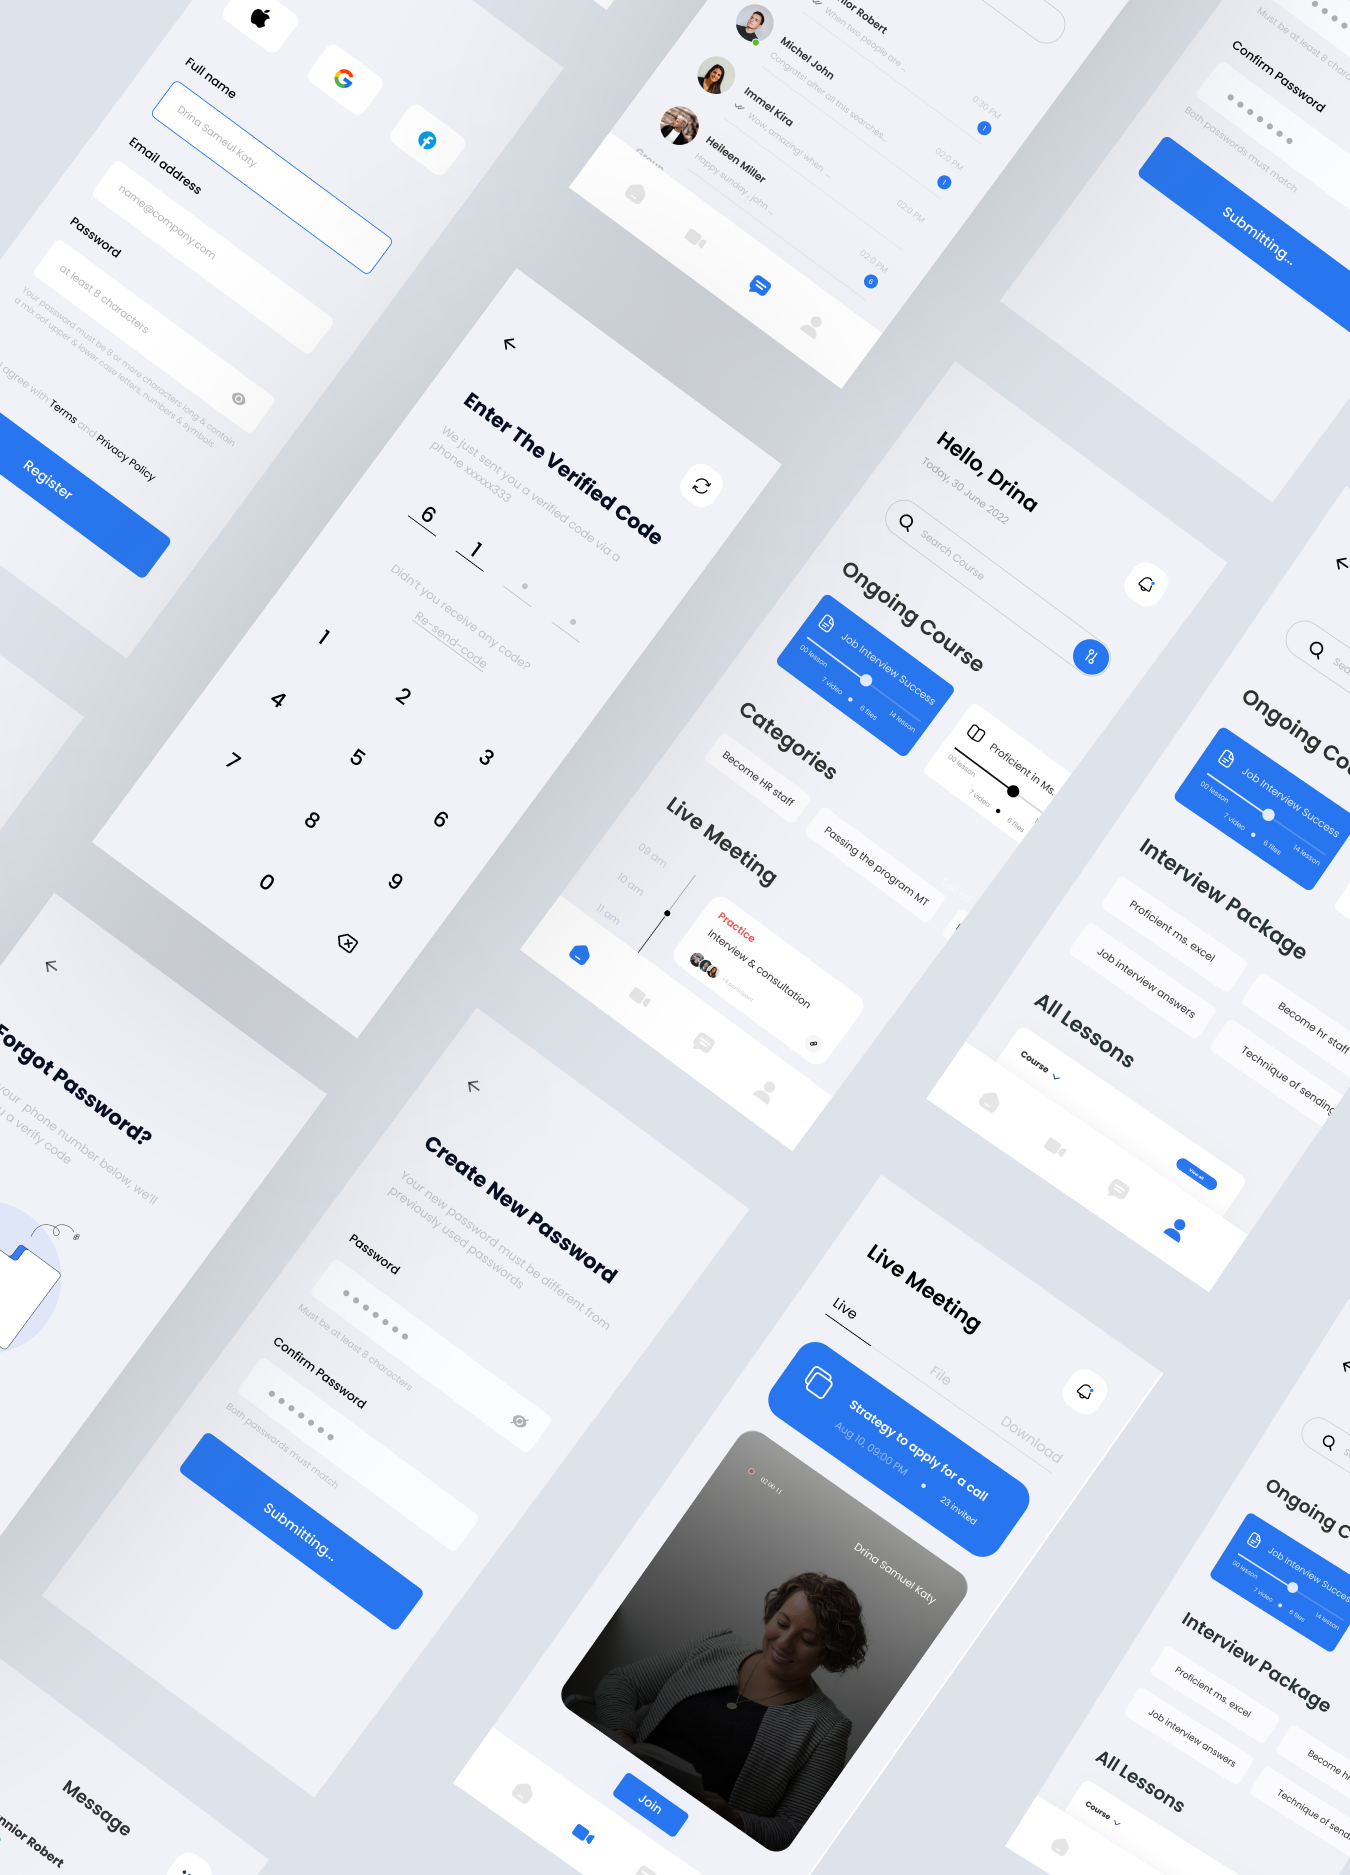 Full name
Drina Sameul Katy
Email address
name@company.com
Password
at least 8 characters
Your password must be 8 or more characters long & contain
a mix oof upper & lower case letters, numbers & symbols
agree with Terms and Privacy Policy
Register
nior Robert
When two people are ...
0:30 PM
1
Michel John
Congrats! after all this searches...
02:0 PM
1
Immel Kira
Wow, amazing! when ...
02:0 PM
Heileen Miller
Happy sunday, john ..
02:0 PM
6
Must be at least 8 chara
Confirm Password
Both passwords must match
Submitting...
Enter The Verified Code
We just sent you a verified code via a
phone xxxxxx333
6
1
Didn't you receive any code?
Re-send-code
1
2
3
4
5
6
7
8
9
0
Hello, Drina
Today, 30 June 2022
Search Course
Ongoing Course
Job Interview Success
00 lesson
14 lesson
7 video
6 files
Proficient in Ms.
00 lesson
7 video
6 files
Categories
Become HR staff
Passing the program MT
Live Meeting
09 am
10 am
11 am
Practice
Interview & consultation
Sea
Ongoing Cou
Job Interview Success
00 lesson
14 lesson
7 video
6 files
Interview Package
Proficient ms. excel
Become hr staff
Job interview answers
Technique of sending
All Lessons
Course
View all
Forgot Password?
your phone number below, we'll
u a verify code
Create New Password
Your new password must be different from
previously used passwords
Password
Must be at least 8 characters
Confirm Password
Both passwords must match
Submitting...
Live Meeting
Live
File
Download
Strategy to apply for a call
Aug 10, 09:00 PM
23 invited
02:00:11
Drina Samuel Katy
Join
Ongoing C
Job Interview Succes
00 lesson
14 lesson
7 video
6 files
Interview Package
Proficient ms. excel
Become h
Job interview answers
Technique of send
All Lessons
Course
Message
nnior Robert